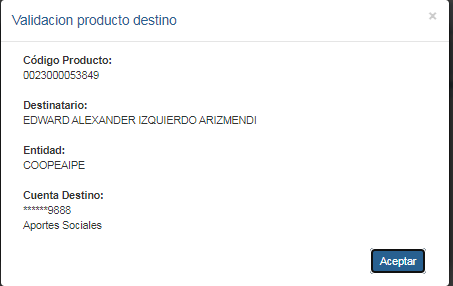 Validacion producto destino
×
Código Producto:
0023000053849
Destinatario:
EDWARD ALEXANDER IZQUIERDO ARIZMENDI
Entidad:
COOPEAIPE
Cuenta Destino:
******9888
Aportes Sociales
Aceptar